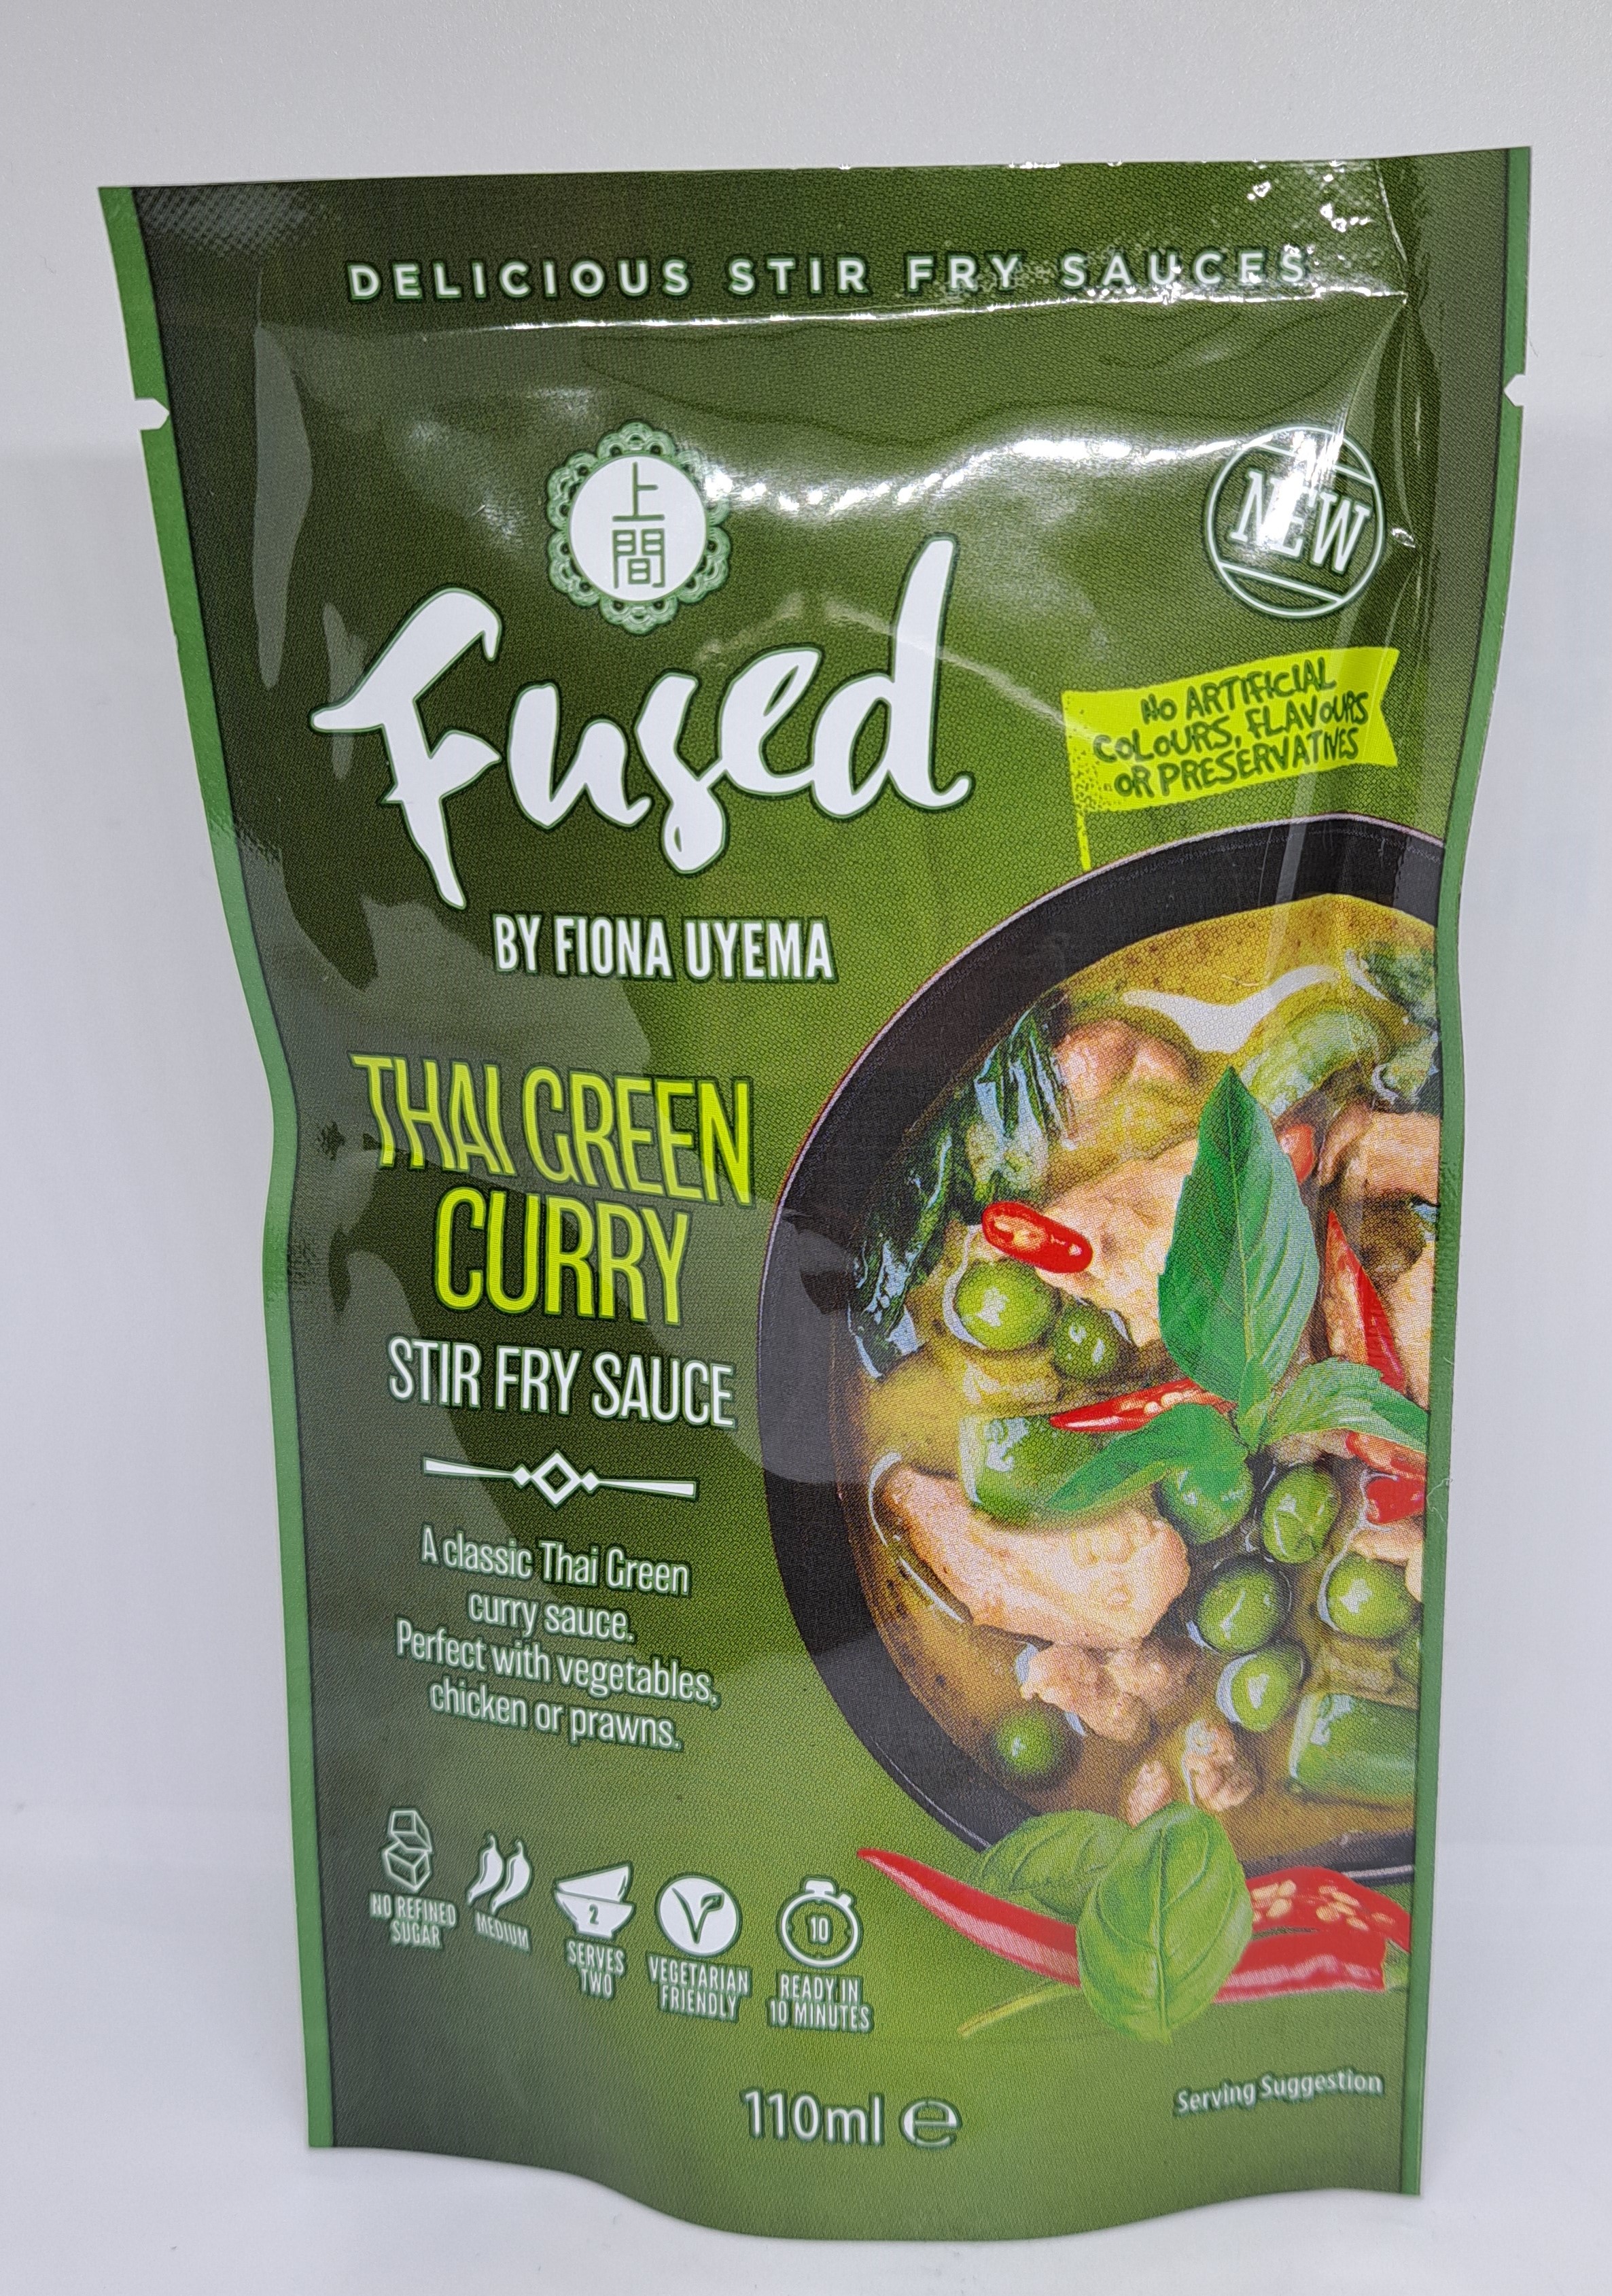 DELICIOUS STIR FRY SAUCES
上
間
NEW
Fused
BY FIONA UYEMA
NO ARTIFICIAL
COLOURS, FLAVOURS
OR PRESERVATIVES
THAI GREEN
CURRY
STIR FRY SAUCE
A classic Thai Green
curry sauce.
Perfect with vegetables,
chicken or prawns.
NO REFINED
SUGAR
MEDIUM
2
SERVES
TWO
V
VEGETARIAN
FRIENDLY
10
READY IN
10 MINUTES
110ml ℮
Serving Suggestion